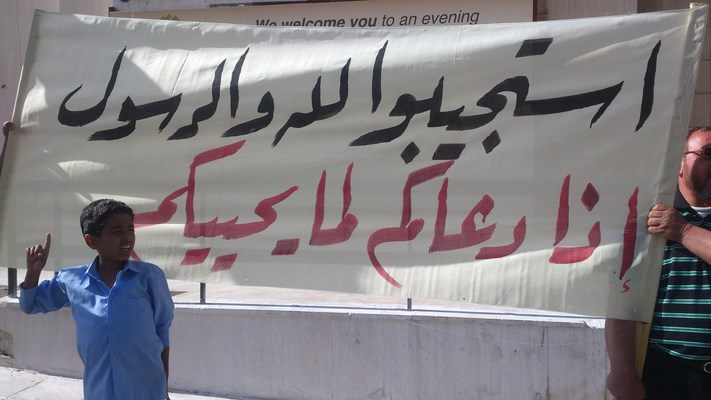 We welcome you to an evening
استجيبوا لله والرسول
إذا دعاكم لما يحييكم